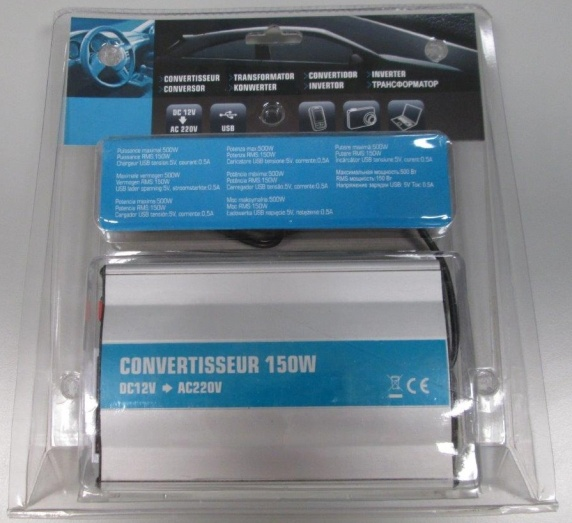 CONVERTISSEUR TRANSFORMATOR CONVERTIDOR INVERTER
CONVERSOR KONWERTER INVERTOR ТРАНСФОРМАТОР
DC 12V
AC 220V
USB
Puissance maximal 500W
Puissance RMS 150W
Chargeur USB tension 5V, courant 0.5A
Potenza max 500W
Potenza RMS 150W
Caricatore USB tensione 5V, corrente 0.5A
Putere maxima 500W
Putere RMS 150W
Incarcator USB tensiune 5V, curent 0.5A
Maximale vermogen 500W
Vermogen RMS 150W
USB lader spanning 5V,
Potência máxima 500W
Potência RMS 150W
Carregador USB tensão 5V, corrente 0.5A
Максимальная мощность 500 Вт
RMS мощность 150 Вт
Напряжение зарядки USB: 5V Ток: 0.5A
Potencia máxima 500W
Potencia RMS 150W
Cargador USB tensión 5V, corriente 0.5A
Moc maksymalna 500W
Moc RMS 150W
Ładowarka USB napięcie 5V, natężenie 0.5A
CONVERTISSEUR 150W
DC12V AC220V
CE